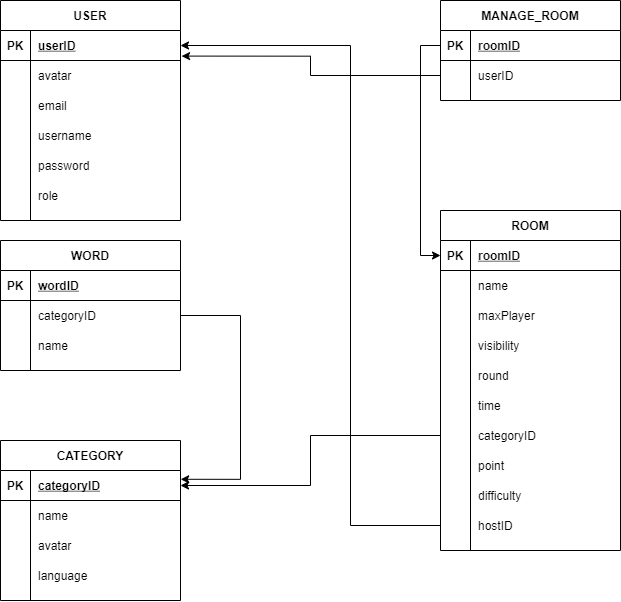 USER
PK userID
avatar
email
username
password
role
WORD
PK wordID
categoryID
name
CATEGORY
PK categoryID
name
avatar
language
MANAGE_ROOM
PK roomID
userID
ROOM
PK roomID
name
maxPlayer
visibility
round
time
categoryID
point
difficulty
hostID